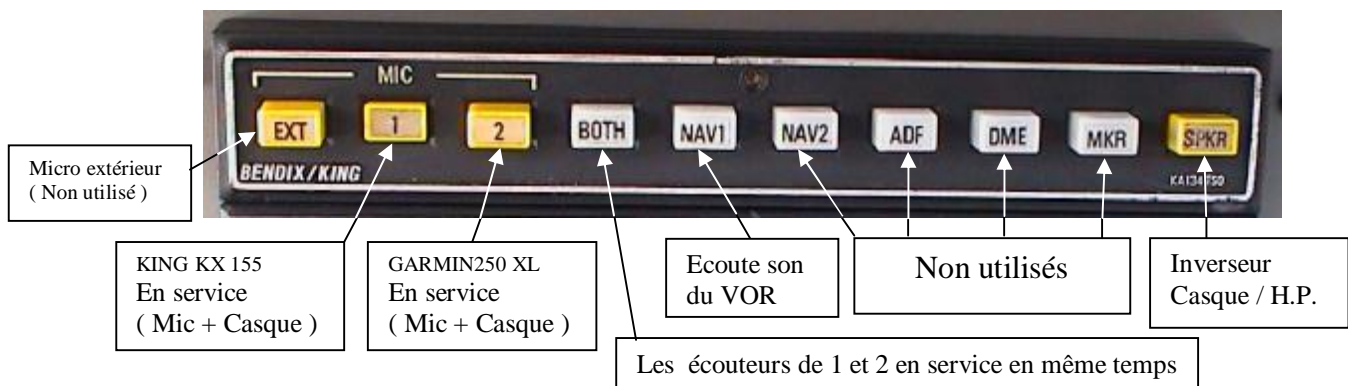 MIC
EXT 1 2 BOTH NAV1 NAV2 ADF DME MKR SPKR
BENDIX/KING
KA134 TSO
Micro extérieur
( Non utilisé )
KING KX 155
En service
( Mic + Casque )
GARMIN250 XL
En service
( Mic + Casque )
Ecoute son
du VOR
Non utilisés
Inverseur
Casque / H.P.
Les écouteurs de 1 et 2 en service en même temps